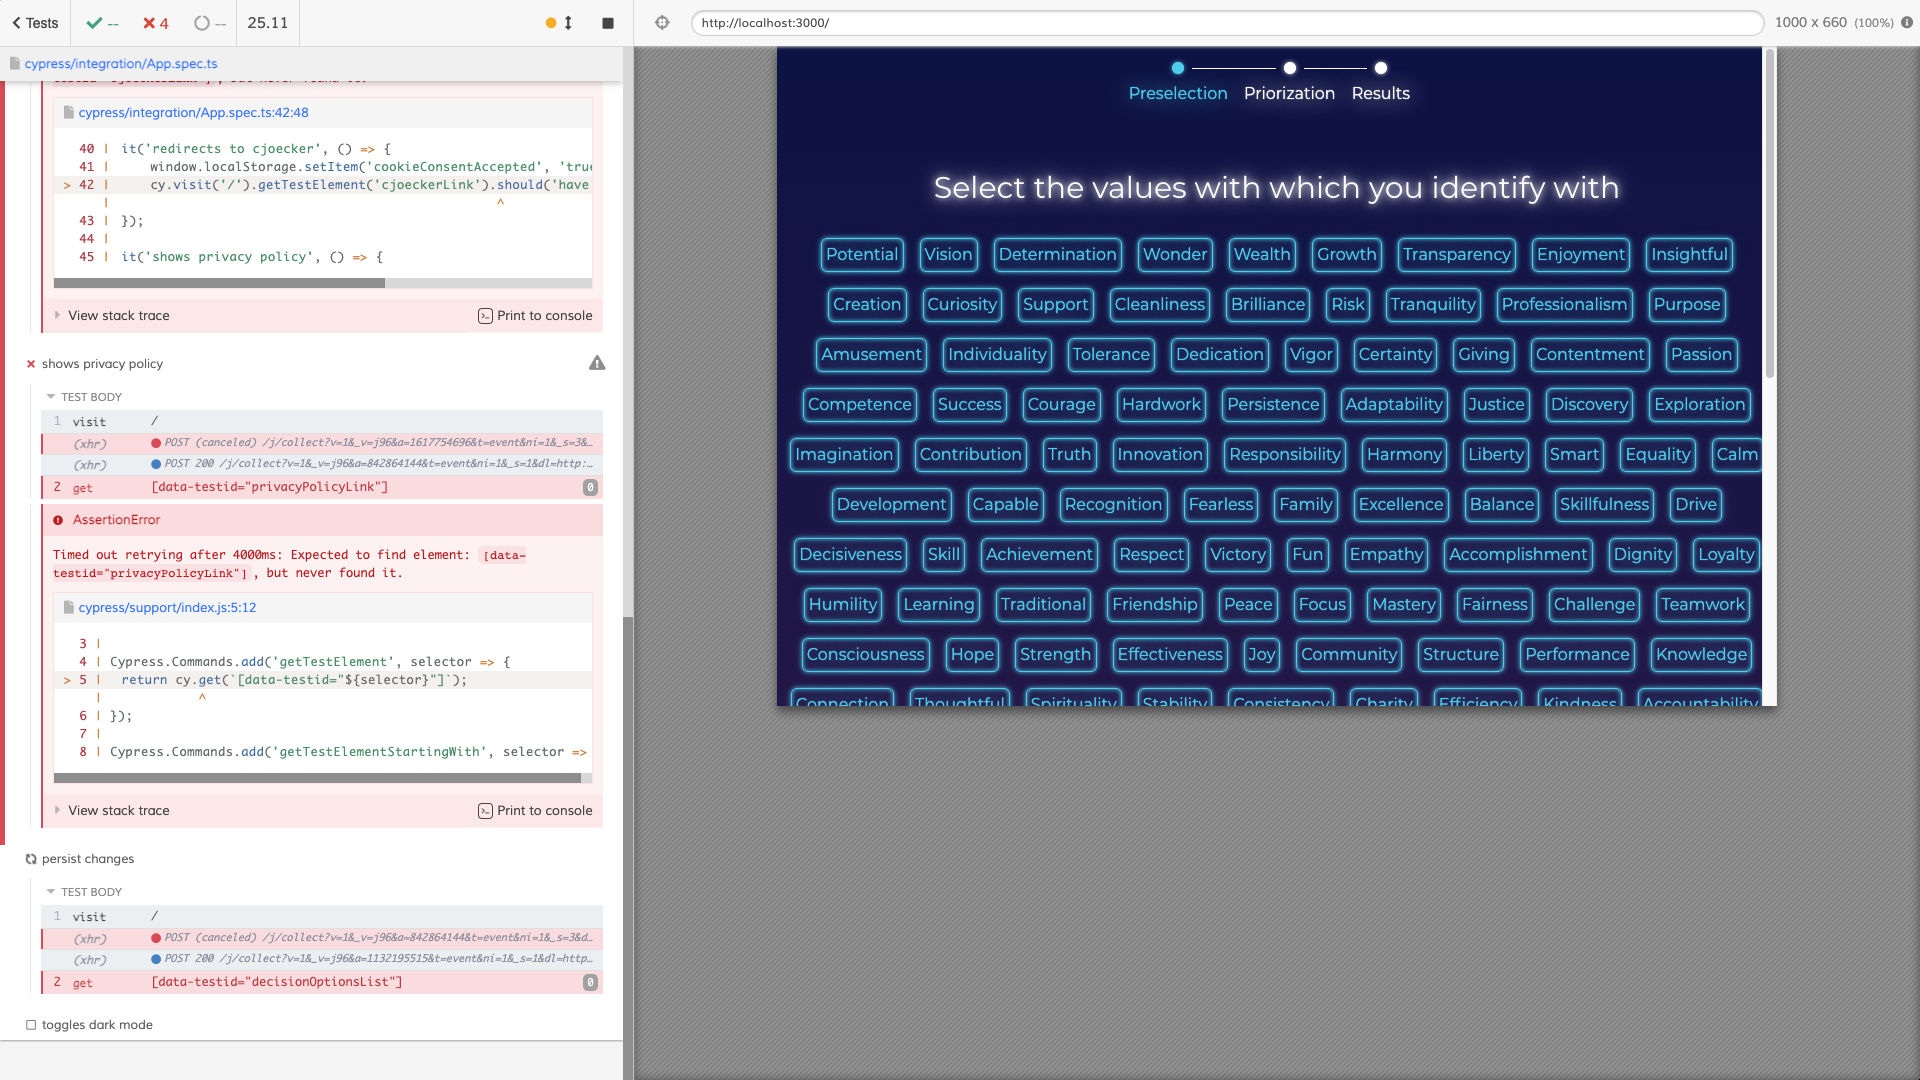 Tests
--
4
--
25.11
http://localhost:3000/
1000 x 660 (100%)
cypress/integration/App.spec.ts
cypress/integration/App.spec.ts:42:48
40 | it('redirects to cjoecker', () => {
41 | window.localStorage.setItem('cookieConsentAccepted', 'true
> 42 | cy.visit('/').getTestElement('cjoeckerLink').should('have
| ^
43 | });
44 |
45 | it('shows privacy policy', () => {
View stack trace
Print to console
shows privacy policy
TEST BODY
1 visit /
(xhr) POST (canceled) /j/collect?v=1&_v=j96&a=1617754696&t=event&ni=1&_s=3&…
(xhr) POST 200 /j/collect?v=1&_v=j96&a=842864144&t=event&ni=1&_s=1&dl=http:…
2 get [data-testid="privacyPolicyLink"] 0
AssertionError
Timed out retrying after 4000ms: Expected to find element: [data-
testid="privacyPolicyLink"], but never found it.
cypress/support/index.js:5:12
3 |
4 | Cypress.Commands.add('getTestElement', selector => {
> 5 | return cy.get(`[data-testid="${selector}"]`);
| ^
6 | });
7 |
8 | Cypress.Commands.add('getTestElementStartingWith', selector =>
View stack trace
Print to console
persist changes
TEST BODY
1 visit /
(xhr) POST (canceled) /j/collect?v=1&_v=j96&a=842864144&t=event&ni=1&_s=3&d…
(xhr) POST 200 /j/collect?v=1&_v=j96&a=1132195515&t=event&ni=1&_s=1&dl=http…
2 get [data-testid="decisionOptionsList"] 0
toggles dark mode
Preselection Priorization Results
Select the values with which you identify with
Potential Vision Determination Wonder Wealth Growth Transparency Enjoyment Insightful
Creation Curiosity Support Cleanliness Brilliance Risk Tranquility Professionalism Purpose
Amusement Individuality Tolerance Dedication Vigor Certainty Giving Contentment Passion
Competence Success Courage Hardwork Persistence Adaptability Justice Discovery Exploration
Imagination Contribution Truth Innovation Responsibility Harmony Liberty Smart Equality Calm
Development Capable Recognition Fearless Family Excellence Balance Skillfulness Drive
Decisiveness Skill Achievement Respect Victory Fun Empathy Accomplishment Dignity Loyalty
Humility Learning Traditional Friendship Peace Focus Mastery Fairness Challenge Teamwork
Consciousness Hope Strength Effectiveness Joy Community Structure Performance Knowledge
Connection Thoughtful Spirituality Stability Consistency Charity Efficiency Kindness Accountability